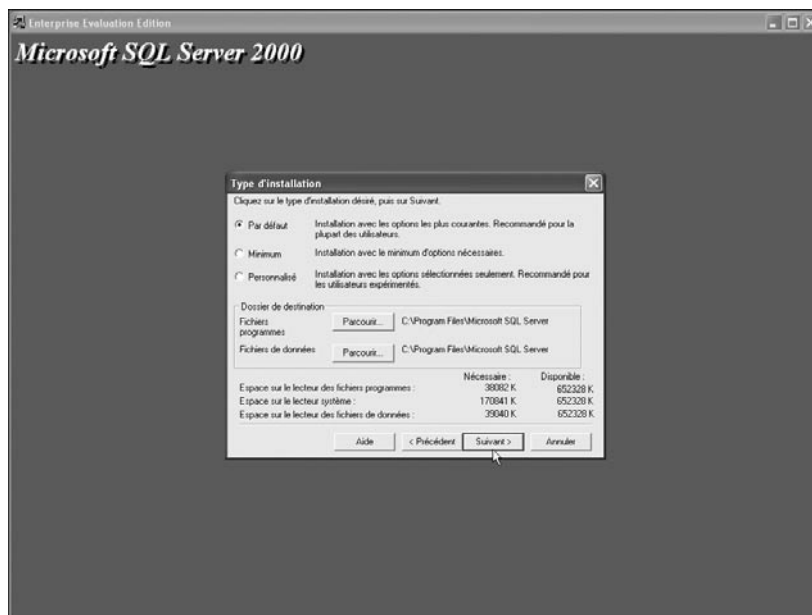 Enterprise Evaluation Edition
Microsoft SQL Server 2000
Type d'installation
Cliquez sur le type d'installation désiré, puis sur Suivant.
Par défaut
Installation avec les options les plus courantes. Recommandé pour la
plupart des utilisateurs.
Minimum
Installation avec le minimum d'options nécessaires.
Personnalisé
Installation avec les options sélectionnées seulement. Recommandé pour
les utilisateurs expérimentés.
Dossier de destination
Fichiers
programmes
Parcourir...
C:\Program Files\Microsoft SQL Server
Fichiers de données
Parcourir...
C:\Program Files\Microsoft SQL Server
Nécessaire : Disponible :
Espace sur le lecteur des fichiers programmes : 38082 K 652328 K
Espace sur le lecteur système : 170841 K 652328 K
Espace sur le lecteur des fichiers de données : 39040 K 652328 K
Aide < Précédent Suivant > Annuler